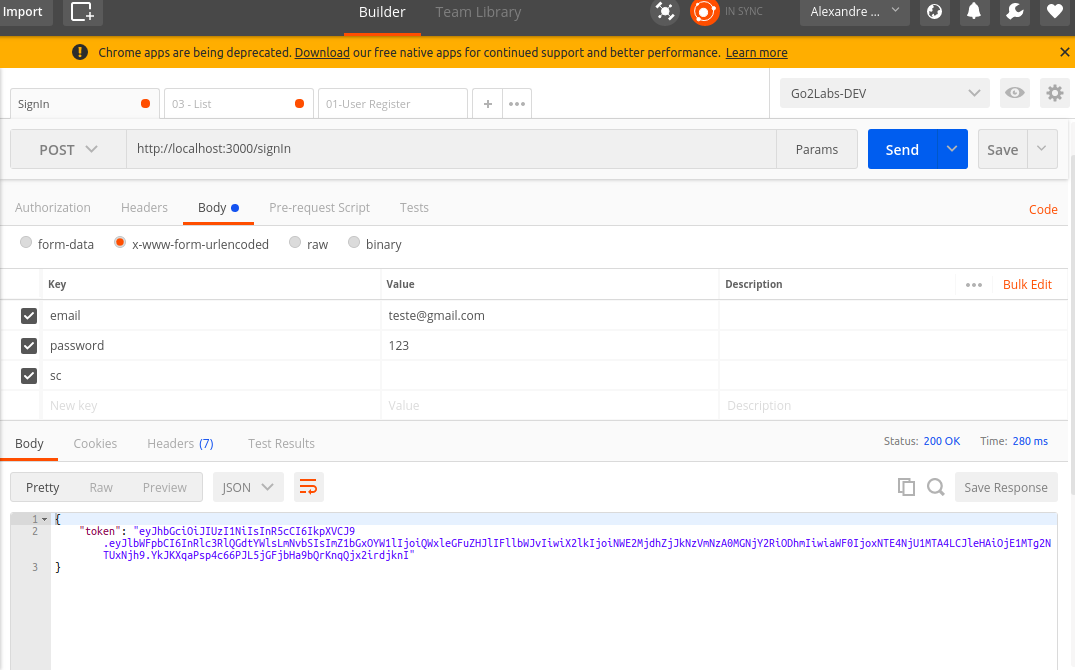 Import
Builder
Team Library
IN SYNC
Alexandre ...
Chrome apps are being deprecated. Download our free native apps for continued support and better performance. Learn more
SignIn
03 - List
01-User Register
Go2Labs-DEV
POST
http://localhost:3000/signIn
Params
Send
Save
Authorization
Headers
Body
Pre-request Script
Tests
Code
form-data
x-www-form-urlencoded
raw
binary
Key
Value
Description
Bulk Edit
email
teste@gmail.com
password
123
sc
New key
Value
Description
Body
Cookies
Headers (7)
Test Results
Status: 200 OK
Time: 280 ms
Pretty
Raw
Preview
JSON
Save Response
1 {
2 "token": "eyJhbGciOiJIUzI1NiIsInR5cCI6IkpXVCJ9
.eyJlbWFpbCI6InRlc3RlQGdtYWlsLmNvbSIsImZ1bGxOYW1lIjoiQWxleGFuZHJlIFllbWJvIiwiX2lkIjoiNWE2MjdhZjJkNzVmNzA0MGNjY2RiODhmIiwiaWF0IjoxNTE4NjU1MTA4LCJleHAiOjE1MTg2N
TUxNjh9.YkJKXqaPsp4c66PJL5jGFjbHa9bQrKnqQjx2irdjknI"
3 }